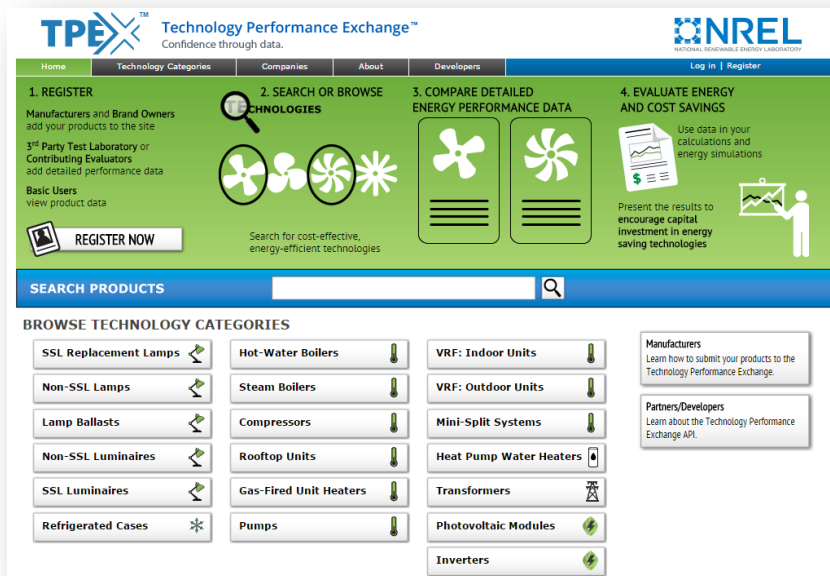 TPEX™
Technology Performance Exchange™
Confidence through data.
NREL
NATIONAL RENEWABLE ENERGY LABORATORY
Home
Technology Categories
Companies
About
Developers
Log in | Register
1. REGISTER
Manufacturers and Brand Owners
add your products to the site
3rd Party Test Laboratory or
Contributing Evaluators
add detailed performance data
Basic Users
view product data
REGISTER NOW
2. SEARCH OR BROWSE
TECHNOLOGIES
Search for cost-effective,
energy-efficient technologies
3. COMPARE DETAILED
ENERGY PERFORMANCE DATA
4. EVALUATE ENERGY
AND COST SAVINGS
Use data in your
calculations and
energy simulations
$
Present the results to
encourage capital
investment in energy
saving technologies
SEARCH PRODUCTS
BROWSE TECHNOLOGY CATEGORIES
SSL Replacement Lamps
Non-SSL Lamps
Lamp Ballasts
Non-SSL Luminaires
SSL Luminaires
Refrigerated Cases
Hot-Water Boilers
Steam Boilers
Compressors
Rooftop Units
Gas-Fired Unit Heaters
Pumps
VRF: Indoor Units
VRF: Outdoor Units
Mini-Split Systems
Heat Pump Water Heaters
Transformers
Photovoltaic Modules
Inverters
Manufacturers
Learn how to submit your products to the
Technology Performance Exchange.
Partners/Developers
Learn about the Technology Performance
Exchange API.